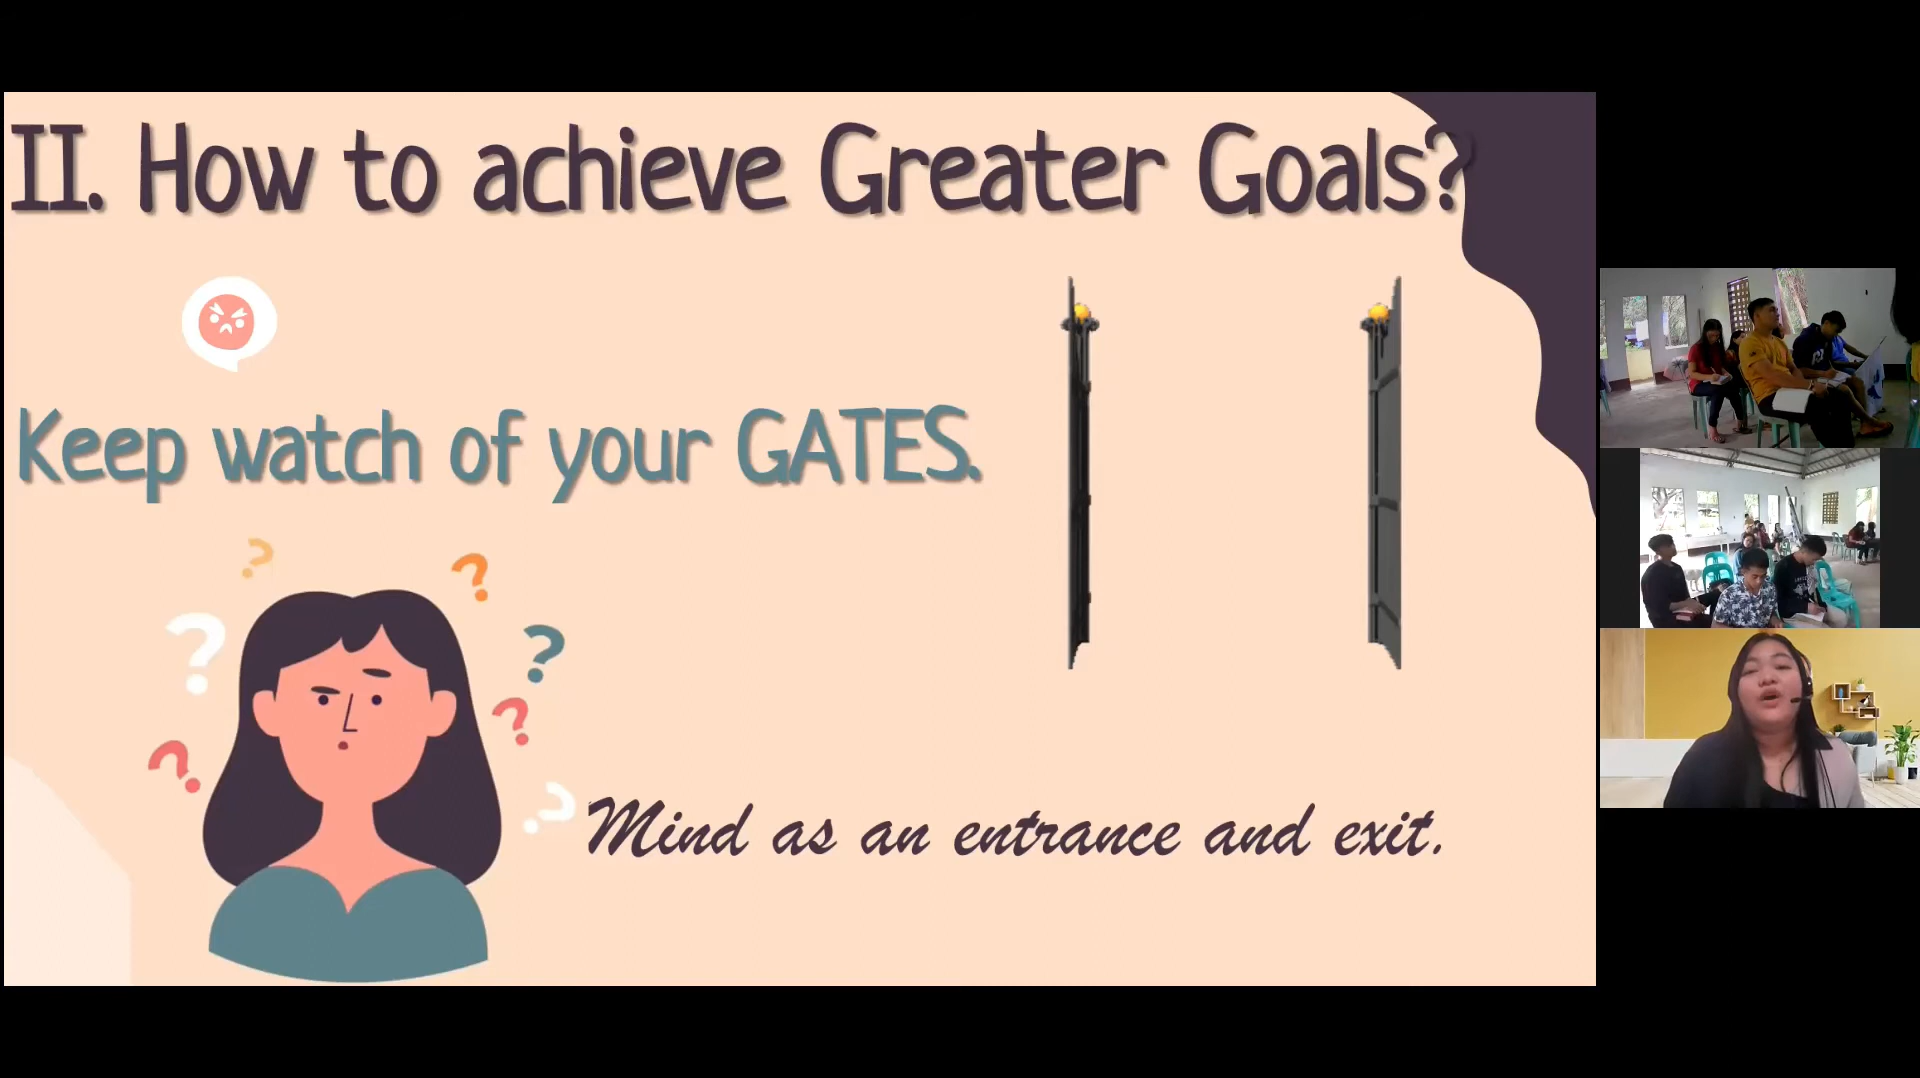 II. How to achieve Greater Goals?
Keep watch of your GATES.
Mind as an entrance and exit.